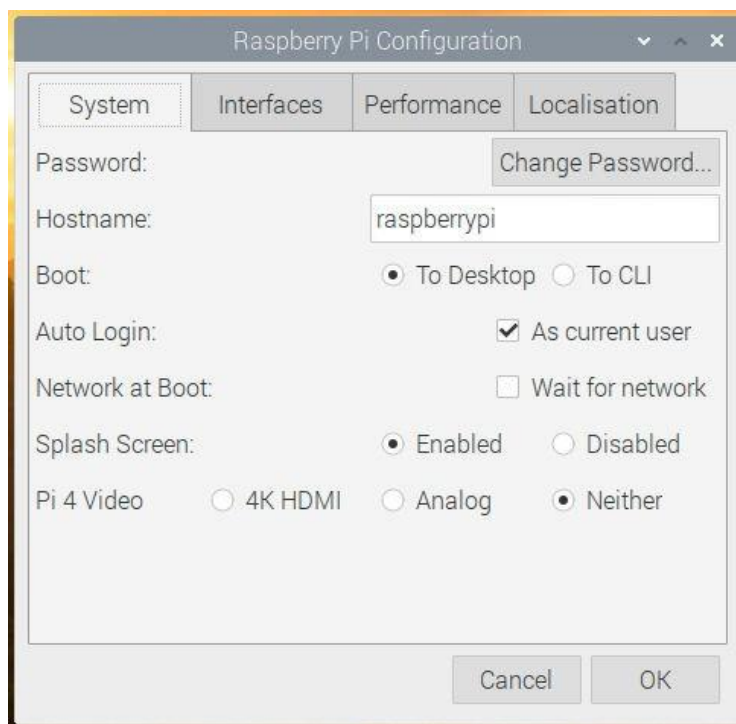 Raspberry Pi Configuration
System Interfaces Performance Localisation
Password: Change Password...
Hostname: raspberrypi
Boot: To Desktop To CLI
Auto Login: As current user
Network at Boot: Wait for network
Splash Screen: Enabled Disabled
Pi 4 Video 4K HDMI Analog Neither
Cancel OK